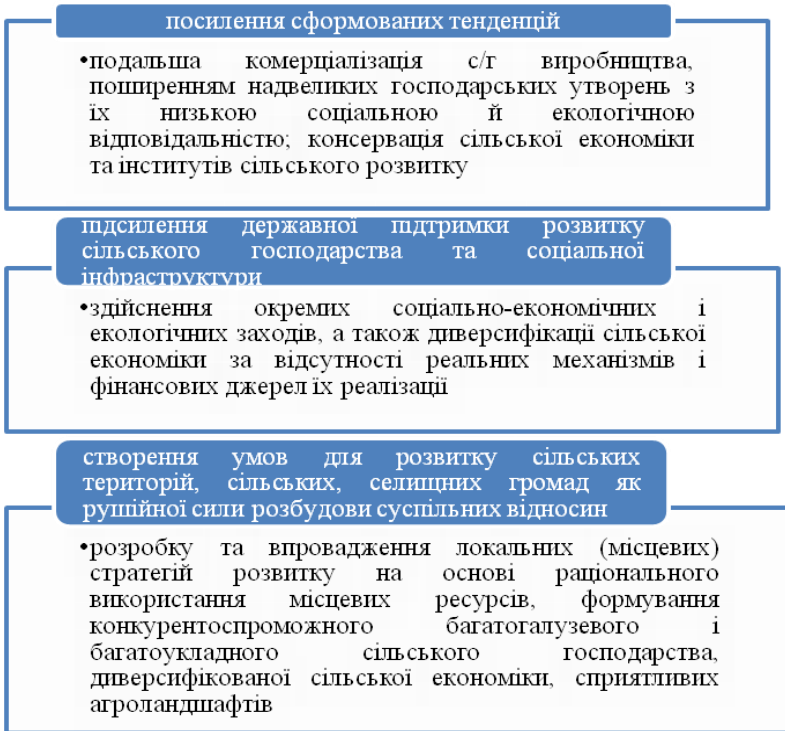 посилення сформованих тенденцій
•подальша комерціалізація с/г виробництва,
поширенням надвеликих господарських утворень з
їх низькою соціальною й екологічною
відповідальністю; консервація сільської економіки
та інститутів сільського розвитку
підсилення державної підтримки розвитку
сільського господарства та соціальної
інфраструктури
•здійснення окремих соціально-економічних і
екологічних заходів, а також диверсифікації сільської
економіки за відсутності реальних механізмів і
фінансових джерел їх реалізації
створення умов для розвитку сільських
територій, сільських, селищних громад як
рушійної сили розбудови суспільних відносин
•розробку та впровадження локальних (місцевих)
стратегій розвитку на основі раціонального
використання місцевих ресурсів, формування
конкурентоспроможного багатогалузевого і
багатоукладного сільського господарства,
диверсифікованої сільської економіки, сприятливих
агроландшафтів